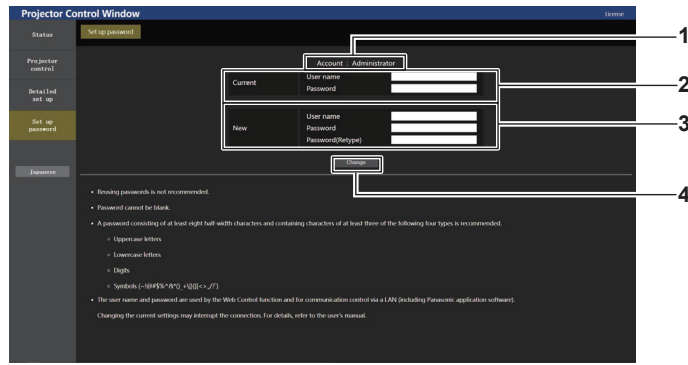 Projector Control Window
License
Status
Set up password
1
Account : Administrator
Projector
control
Current
User name
Password
2
Detailed
set up
Set up
password
New
User name
Password
Password(Retype)
3
Change
Japanese
4
• Reusing passwords is not recommended.
• Password cannot be blank.
• A password consisting of at least eight half-width characters and containing characters of at least three of the following four types is recommended.
○ Uppercase letters
○ Lowercase letters
○ Digits
○ Symbols
• The user name and password are used by the Web Control function and for communication control via a LAN (including Panasonic application software).
Changing the current settings may interrupt the connection. For details, refer to the user's manual.